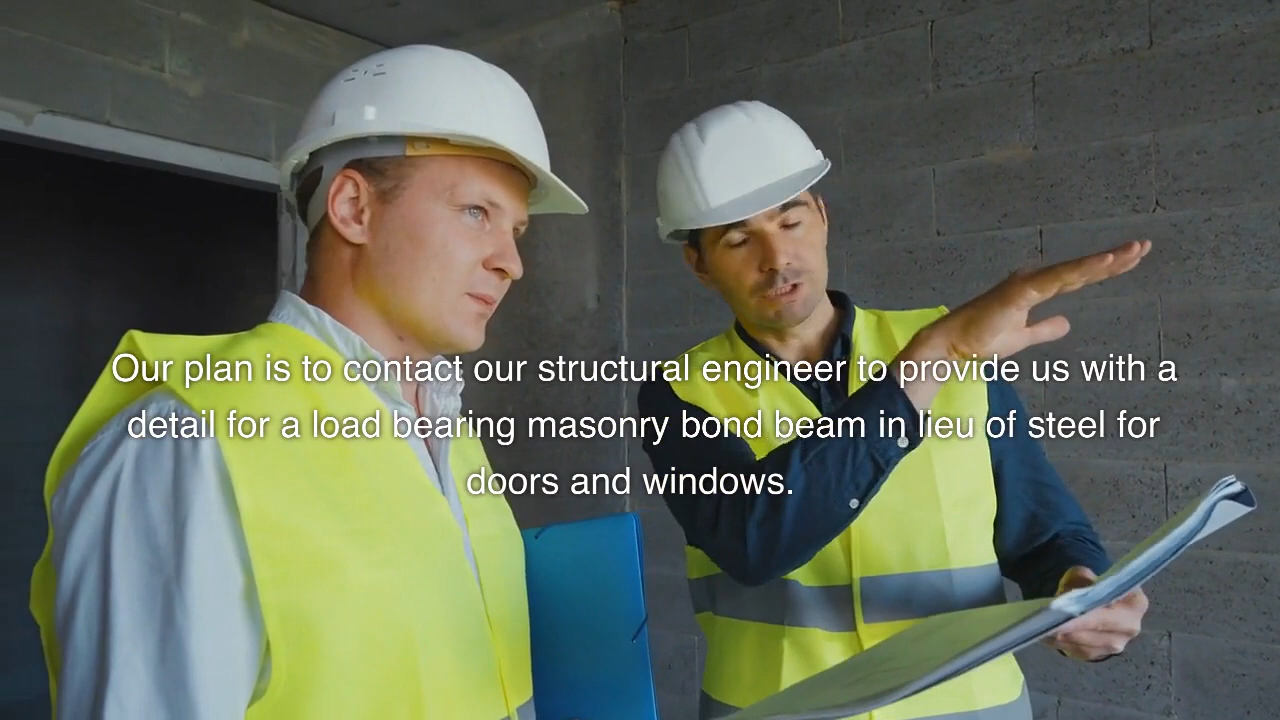 Our plan is to contact our structural engineer to provide us with a
detail for a load bearing masonry bond beam in lieu of steel for
doors and windows.